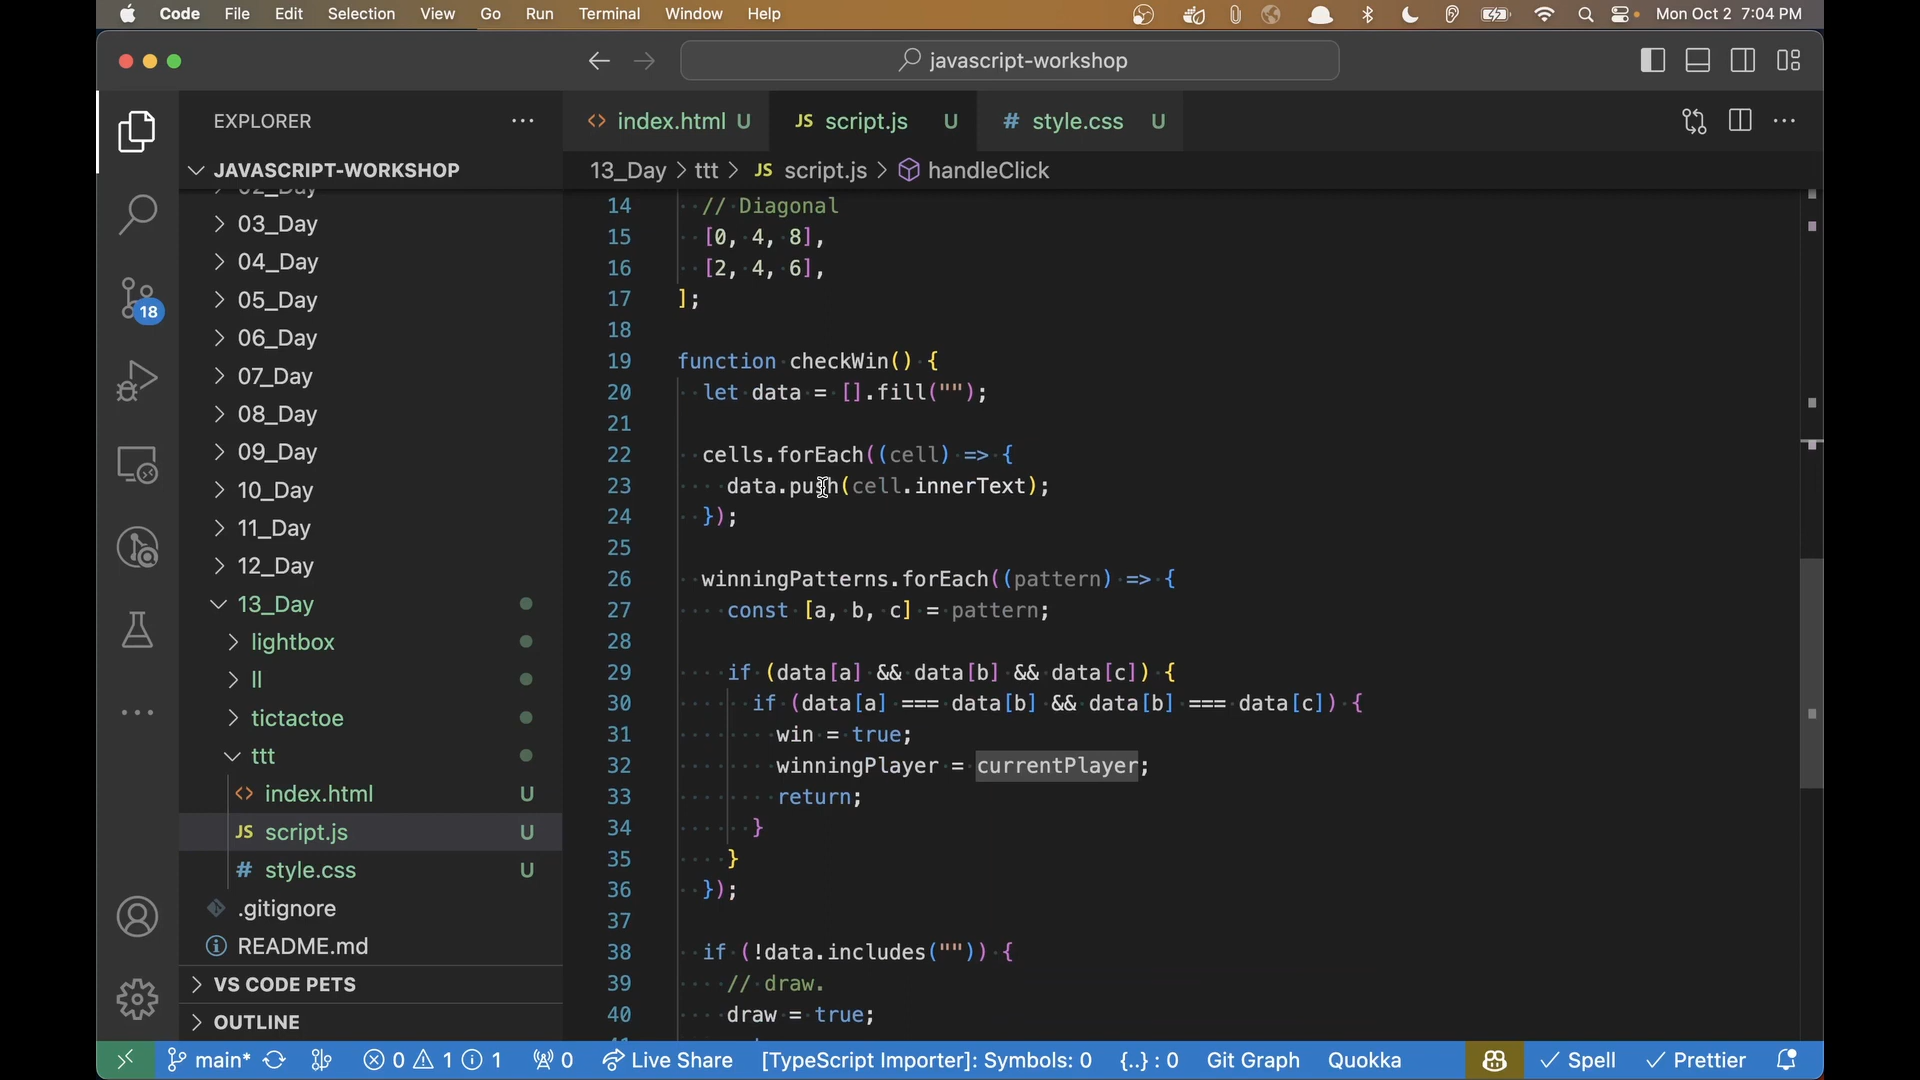 Code File Edit Selection View Go Run Terminal Window Help Mon Oct 2 7:04 PM
javascript-workshop
EXPLORER ...
index.html U
JS script.js U
# style.css U
JAVASCRIPT-WORKSHOP
13_Day > ttt > JS script.js > handleClick
03_Day
04_Day
05_Day
06_Day
07_Day
08_Day
09_Day
10_Day
11_Day
12_Day
13_Day
lightbox
ll
tictactoe
ttt
index.html U
JS script.js U
# style.css U
.gitignore
README.md
VS CODE PETS
OUTLINE
18
14 // Diagonal
15 [0, 4, 8],
16 [2, 4, 6],
17 ];
18
19 function checkWin() {
20 let data = [].fill("");
21
22 cells.forEach((cell) => {
23 data.push(cell.innerText);
24 });
25
26 winningPatterns.forEach((pattern) => {
27 const [a, b, c] = pattern;
28
29 if (data[a] && data[b] && data[c]) {
30 if (data[a] === data[b] && data[b] === data[c]) {
31 win = true;
32 winningPlayer = currentPlayer;
33 return;
34 }
35 }
36 });
37
38 if (!data.includes("")) {
39 // draw.
40 draw = true;
main* 0 1 1 0 Live Share [TypeScript Importer]: Symbols: 0 {..} : 0 Git Graph Quokka Spell Prettier